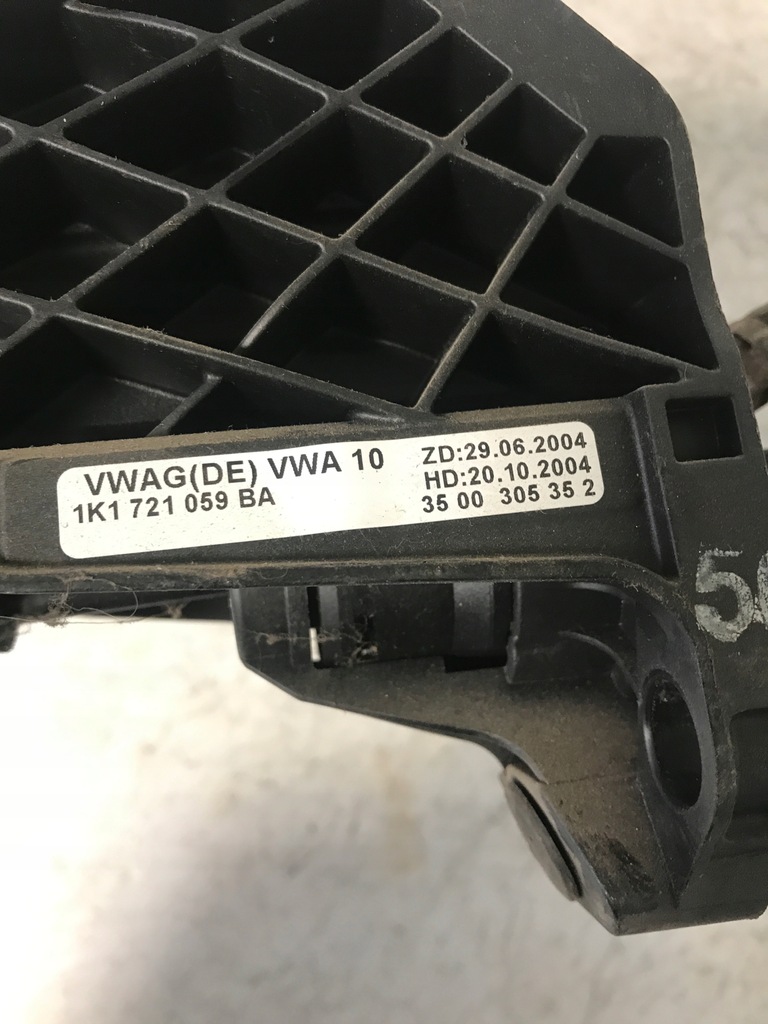 VWAG(DE) VWA 10
1K1 721 059 BA
ZD:29.06.2004
HD:20.10.2004
35 00 305 35 2